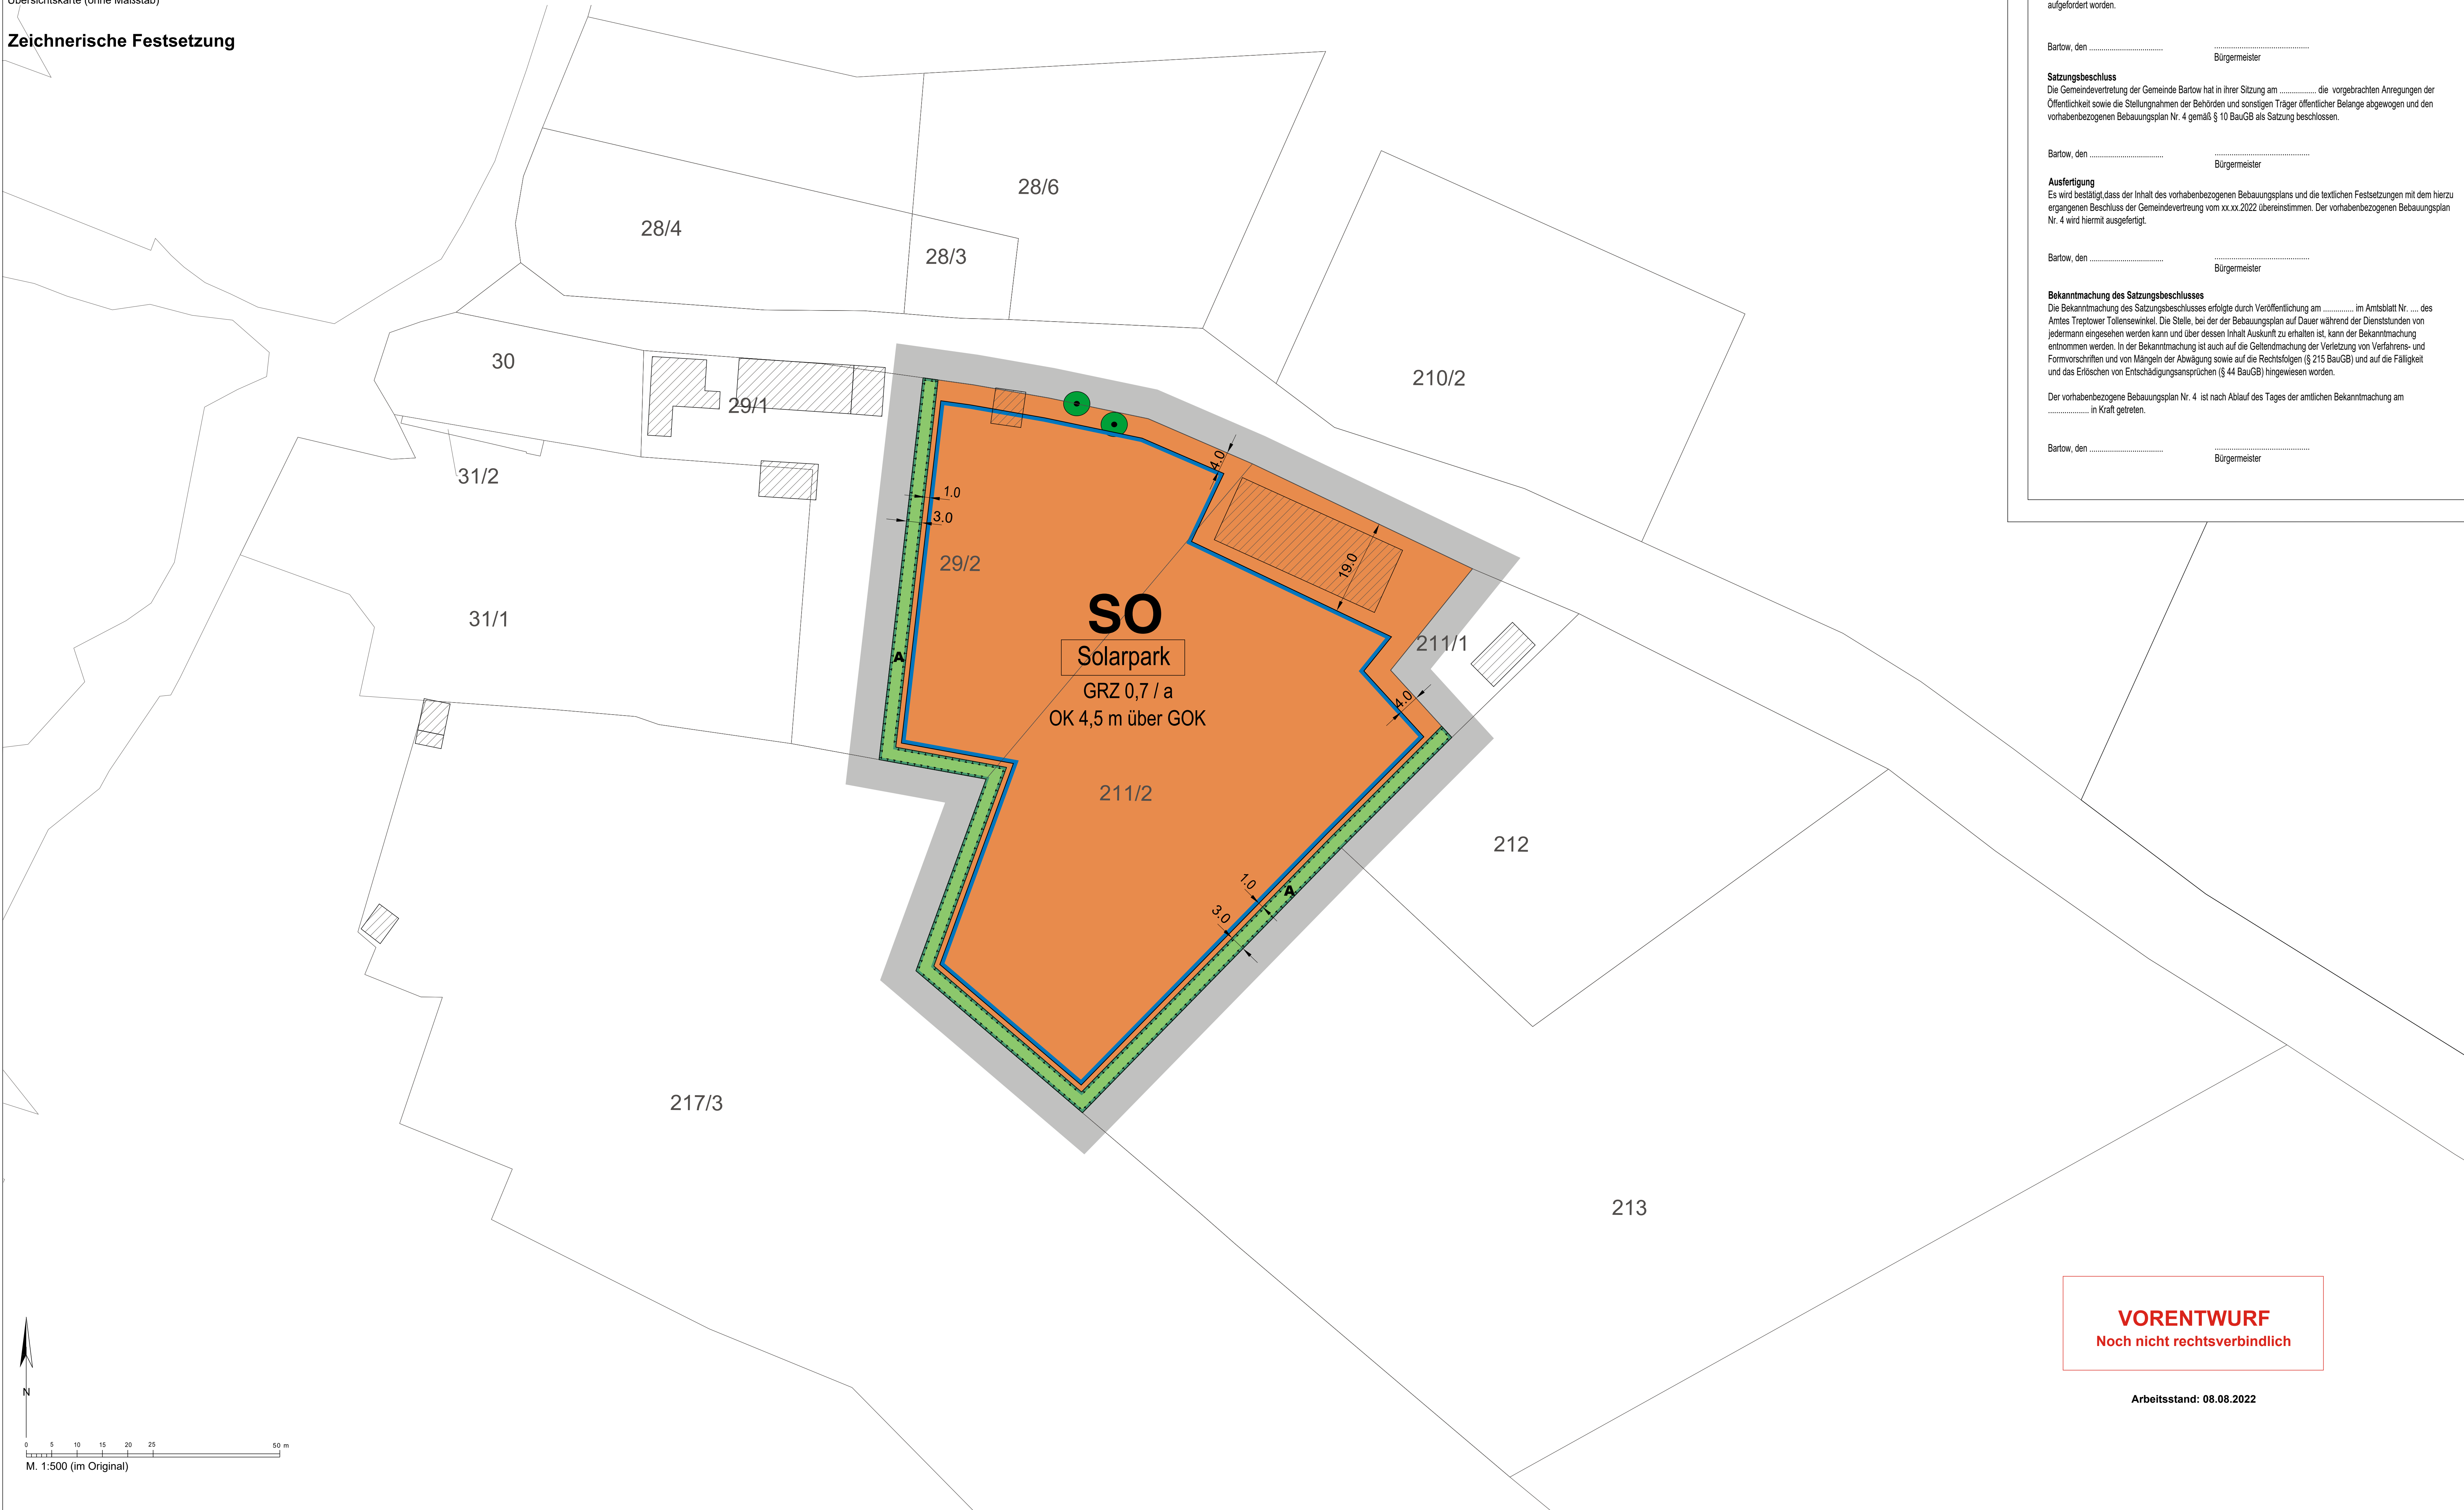 Übersichtskarte (ohne Maßstab)
Zeichnerische Festsetzung
28/6
28/4
28/3
30
29/1
210/2
31/2
31/1
1.0
3.0
4.0
19.0
29/2
SO
Solarpark
GRZ 0,7 / a
OK 4,5 m über GOK
211/1
4.0
A
211/2
212
1.0
A
3.0
217/3
213
N
0 5 10 15 20 25 50 m
M. 1:500 (im Original)
aufgefordert worden.
Bartow, den ....................................
..............................................
Bürgermeister
Satzungsbeschluss
Die Gemeindevertretung der Gemeinde Bartow hat in ihrer Sitzung am .................. die vorgebrachten Anregungen der
Öffentlichkeit sowie die Stellungnahmen der Behörden und sonstigen Träger öffentlicher Belange abgewogen und den
vorhabenbezogenen Bebauungsplan Nr. 4 gemäß § 10 BauGB als Satzung beschlossen.
Bartow, den ....................................
..............................................
Bürgermeister
Ausfertigung
Es wird bestätigt,dass der Inhalt des vorhabenbezogenen Bebauungsplans und die textlichen Festsetzungen mit dem hierzu
ergangenen Beschluss der Gemeindevertretung vom xx.xx.2022 übereinstimmen. Der vorhabenbezogenen Bebauungsplan
Nr. 4 wird hiermit ausgefertigt.
Bartow, den ....................................
..............................................
Bürgermeister
Bekanntmachung des Satzungsbeschlusses
Die Bekanntmachung des Satzungsbeschlusses erfolgte durch Veröffentlichung am ............... im Amtsblatt Nr. .... des
Amtes Treptower Tollensewinkel. Die Stelle, bei der der Bebauungsplan auf Dauer während der Dienststunden von
jedermann eingesehen werden kann und über dessen Inhalt Auskunft zu erhalten ist, kann der Bekanntmachung
entnommen werden. In der Bekanntmachung ist auch auf die Geltendmachung der Verletzung von Verfahrens- und
Formvorschriften und von Mängeln der Abwägung sowie auf die Rechtsfolgen (§ 215 BauGB) und auf die Fälligkeit
und das Erlöschen von Entschädigungsansprüchen (§ 44 BauGB) hingewiesen worden.
Der vorhabenbezogene Bebauungsplan Nr. 4 ist nach Ablauf des Tages der amtlichen Bekanntmachung am
.................... in Kraft getreten.
Bartow, den ....................................
..............................................
Bürgermeister
VORENTWURF
Noch nicht rechtsverbindlich
Arbeitsstand: 08.08.2022